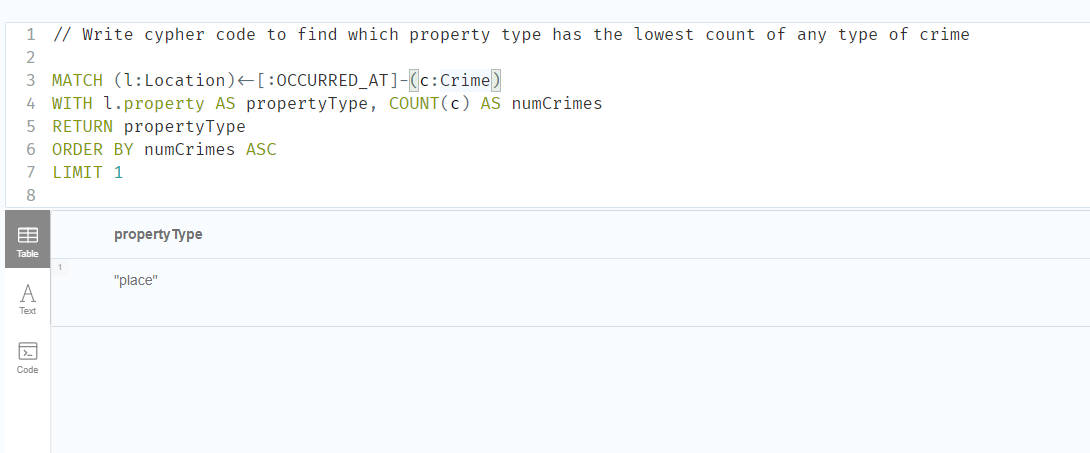 1 // Write cypher code to find which property type has the lowest count of any type of crime
2
3 MATCH (l:Location)<-[:OCCURRED_AT]-(c:Crime)
4 WITH l.property AS propertyType, COUNT(c) AS numCrimes
5 RETURN propertyType
6 ORDER BY numCrimes ASC
7 LIMIT 1
8
Table
propertyType
1
"place"
Text
Code